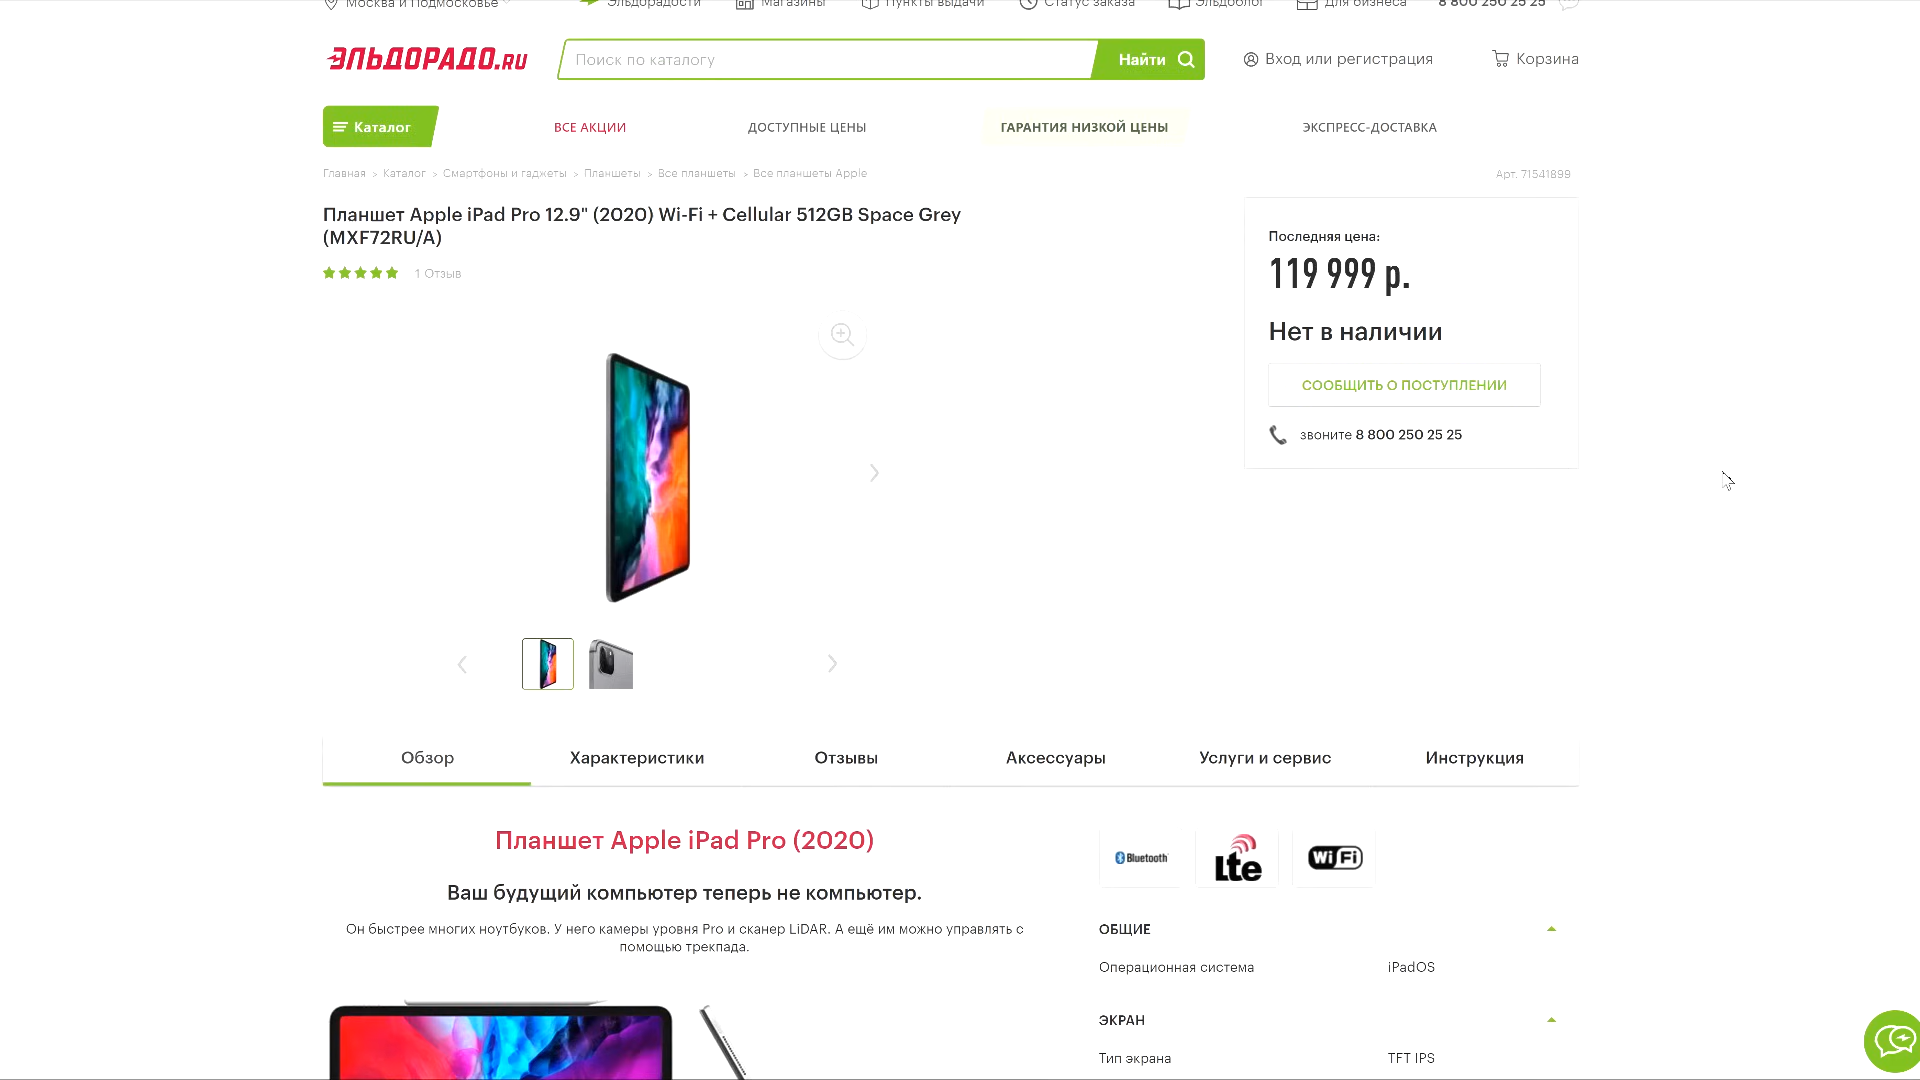 Москва и Подмосковье
Эльдорадости
Магазины
Пункты выдачи
Статус заказа
Эльдоблог
Для бизнеса
8 800 250 25 25
ЭЛЬДОРАДО.RU
Поиск по каталогу
Найти
Вход или регистрация
Корзина
Каталог
ВСЕ АКЦИИ
ДОСТУПНЫЕ ЦЕНЫ
ГАРАНТИЯ НИЗКОЙ ЦЕНЫ
ЭКСПРЕСС-ДОСТАВКА
Главная > Каталог > Смартфоны и гаджеты > Планшеты > Все планшеты > Все планшеты Apple
Арт. 71541899
Планшет Apple iPad Pro 12.9" (2020) Wi-Fi + Cellular 512GB Space Grey
(MXF72RU/A)
1 Отзыв
Последняя цена:
119 999 р.
Нет в наличии
СООБЩИТЬ О ПОСТУПЛЕНИИ
звоните 8 800 250 25 25
Обзор
Характеристики
Отзывы
Аксессуары
Услуги и сервис
Инструкция
Планшет Apple iPad Pro (2020)
Ваш будущий компьютер теперь не компьютер.
Он быстрее многих ноутбуков. У него камеры уровня Pro и сканер LiDAR. А ещё им можно управлять с
помощью трекпада.
Bluetooth
Lte
Wi Fi
ОБЩИЕ
Операционная система
iPadOS
ЭКРАН
Тип экрана
TFT IPS